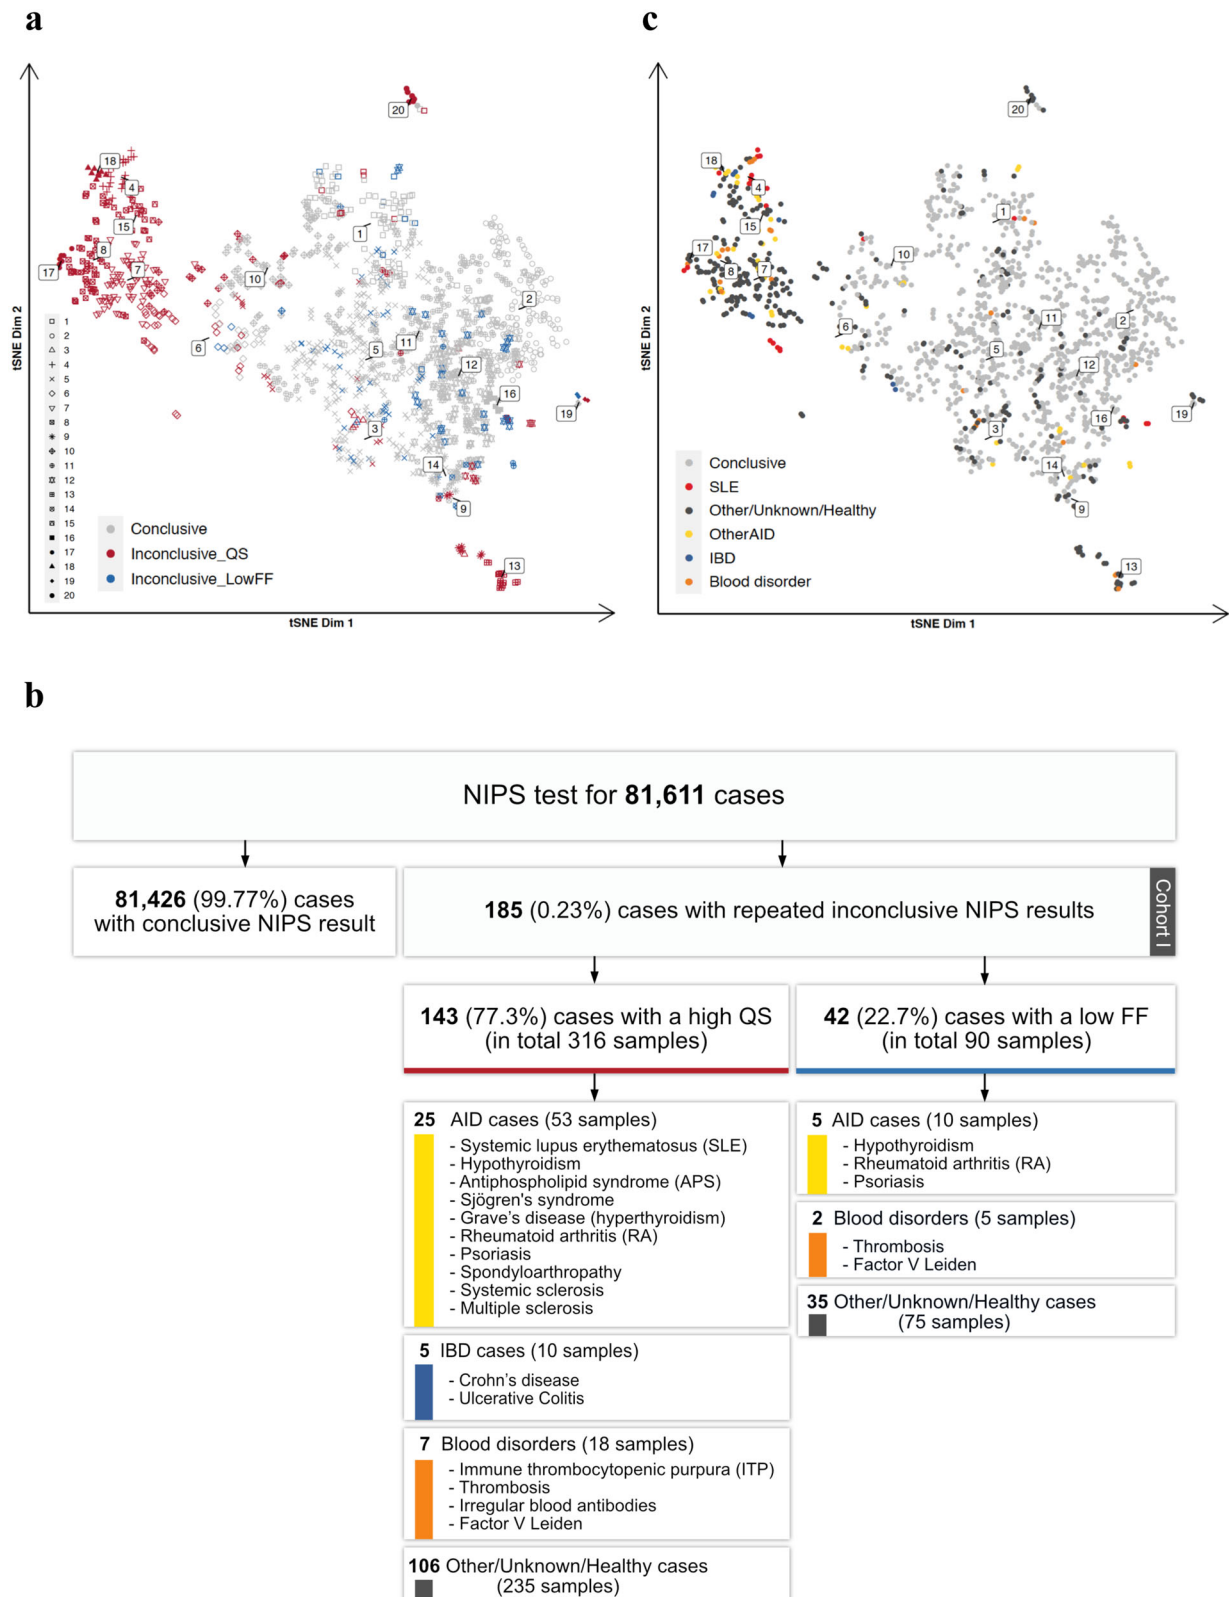 a
tSNE Dim 2
20
18
4
15
8
17
7
10
1
2
6
5
11
12
16
19
3
14
9
13
1
2
3
4
5
6
7
8
9
10
11
12
13
14
15
16
17
18
19
20
Conclusive
Inconclusive_QS
Inconclusive_LowFF
tSNE Dim 1
c
tSNE Dim 2
20
18
4
15
17
8
7
10
1
11
2
6
5
12
16
19
3
14
9
13
Conclusive
SLE
Other/Unknown/Healthy
OtherAID
IBD
Blood disorder
tSNE Dim 1
b
NIPS test for 81,611 cases
81,426 (99.77%) cases
with conclusive NIPS result
185 (0.23%) cases with repeated inconclusive NIPS results
Cohort I
143 (77.3%) cases with a high QS
(in total 316 samples)
42 (22.7%) cases with a low FF
(in total 90 samples)
25 AID cases (53 samples)
- Systemic lupus erythematosus (SLE)
- Hypothyroidism
- Antiphospholipid syndrome (APS)
- Sjögren's syndrome
- Grave's disease (hyperthyroidism)
- Rheumatoid arthritis (RA)
- Psoriasis
- Spondyloarthropathy
- Systemic sclerosis
- Multiple sclerosis
5 IBD cases (10 samples)
- Crohn's disease
- Ulcerative Colitis
7 Blood disorders (18 samples)
- Immune thrombocytopenic purpura (ITP)
- Thrombosis
- Irregular blood antibodies
- Factor V Leiden
106 Other/Unknown/Healthy cases
(235 samples)
5 AID cases (10 samples)
- Hypothyroidism
- Rheumatoid arthritis (RA)
- Psoriasis
2 Blood disorders (5 samples)
- Thrombosis
- Factor V Leiden
35 Other/Unknown/Healthy cases
(75 samples)